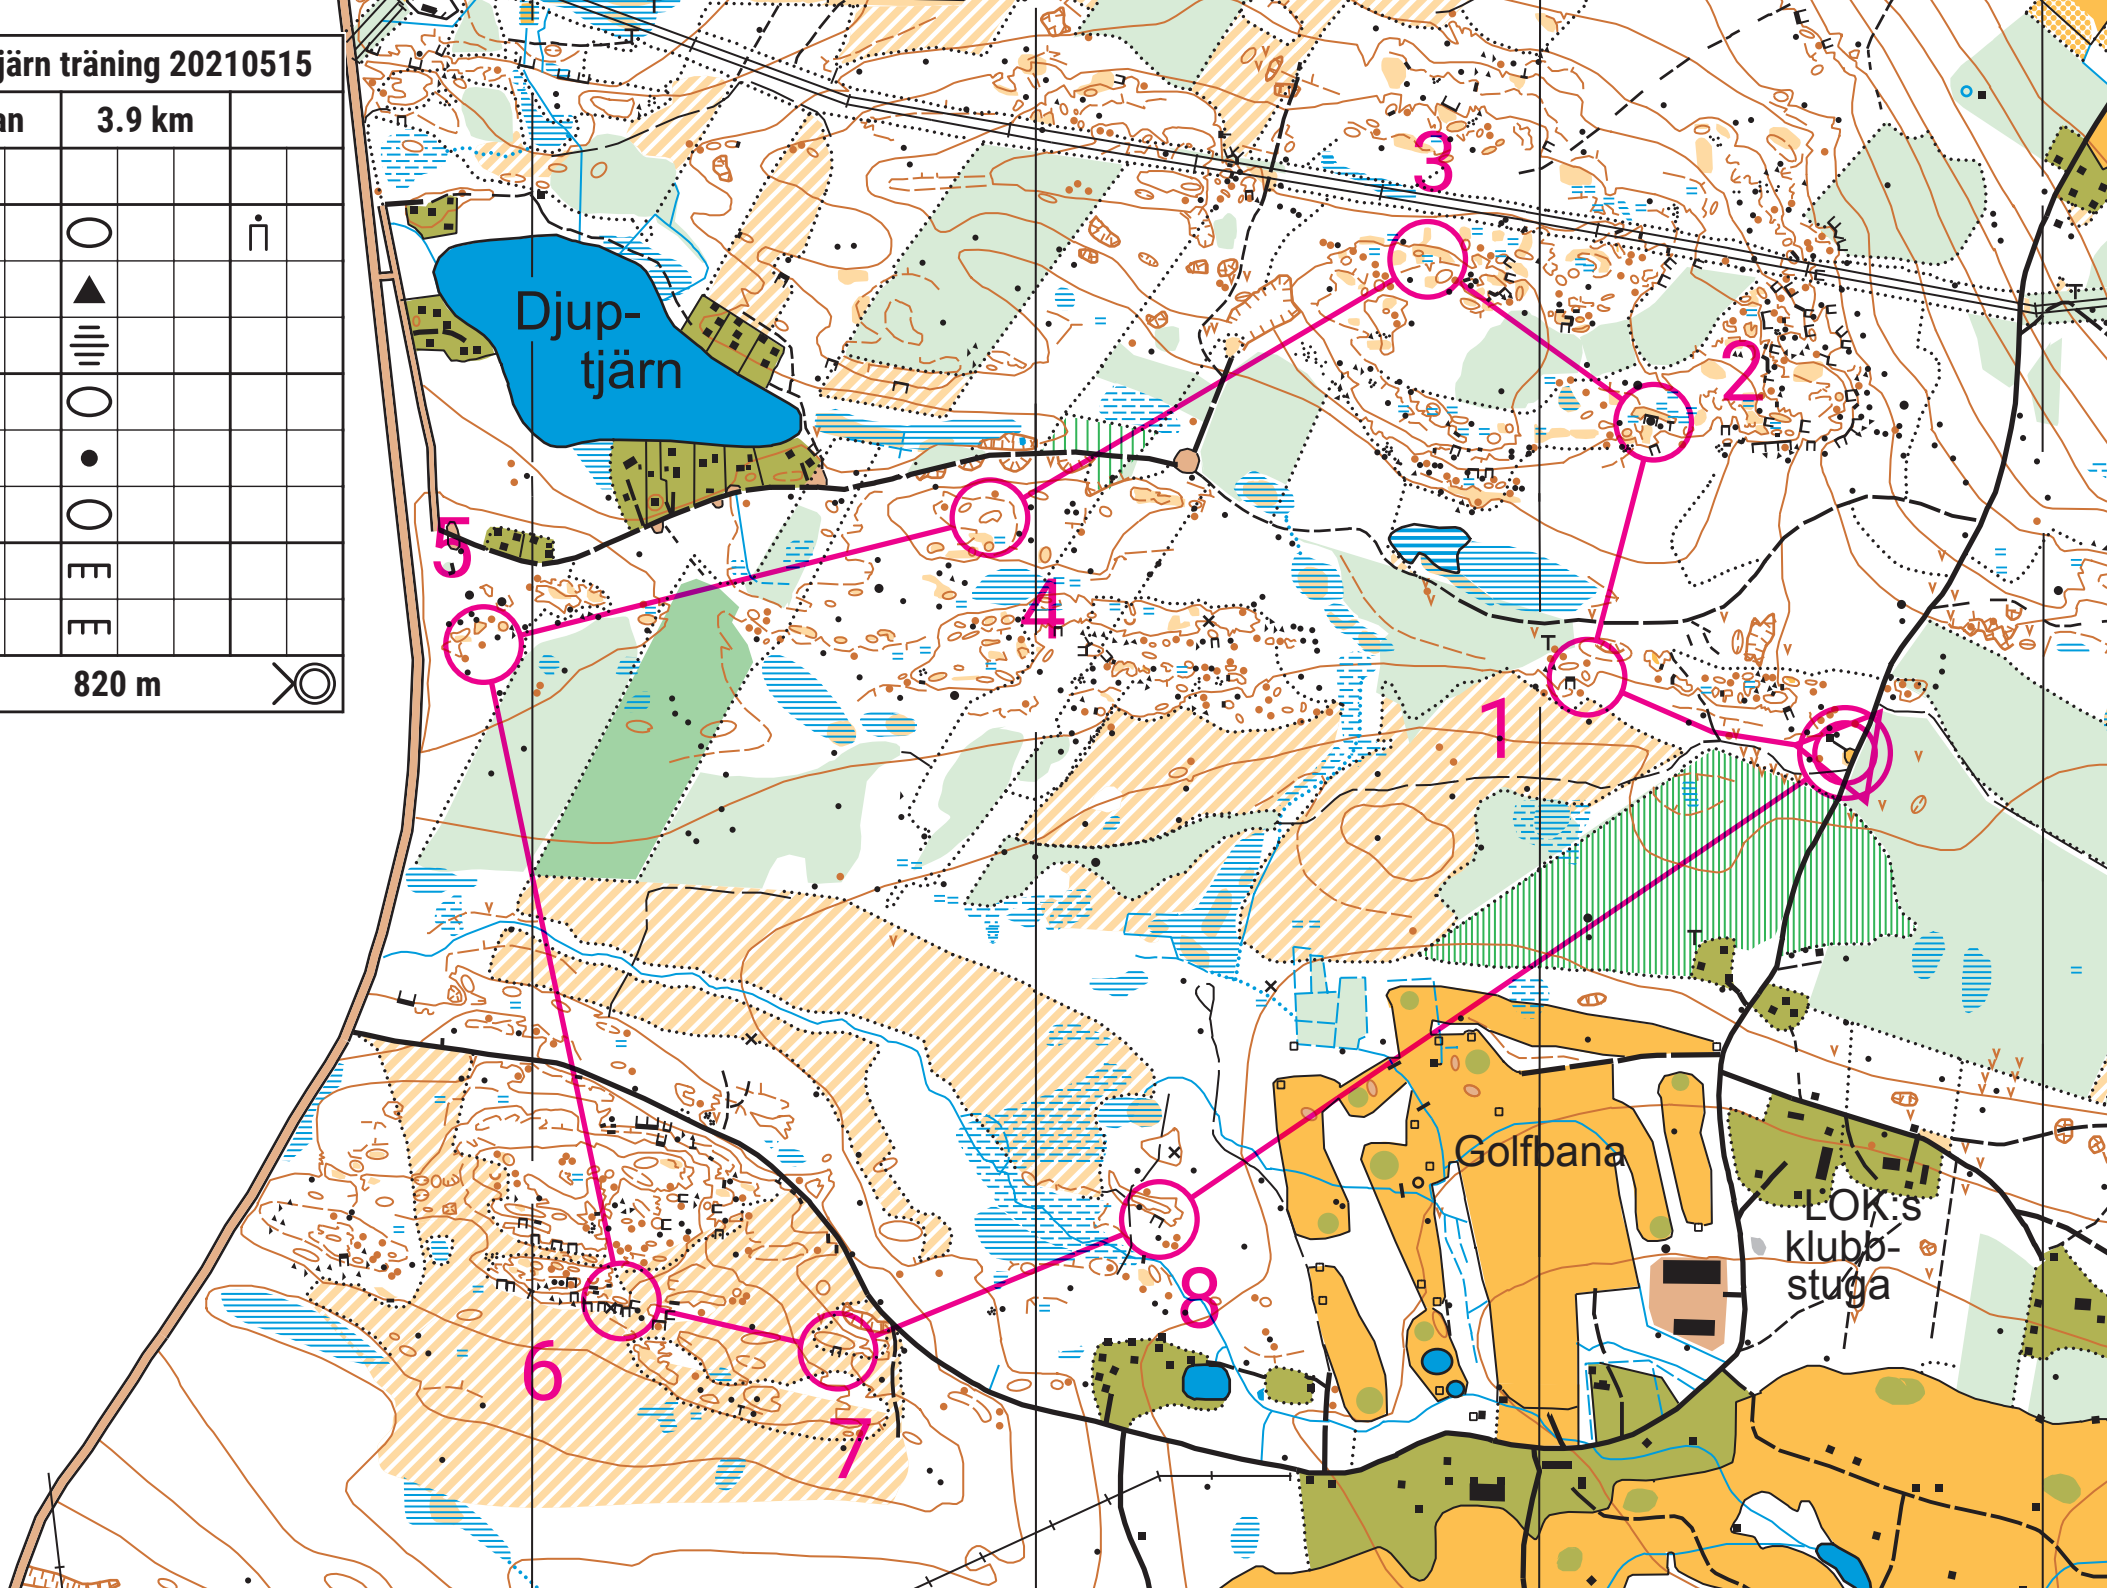 järn träning 20210515
an 3.9 km
820 m
3
Djup-
tjärn
2
5
4
1
Golfbana
LOK:s
klubb-
stuga
8
6
7